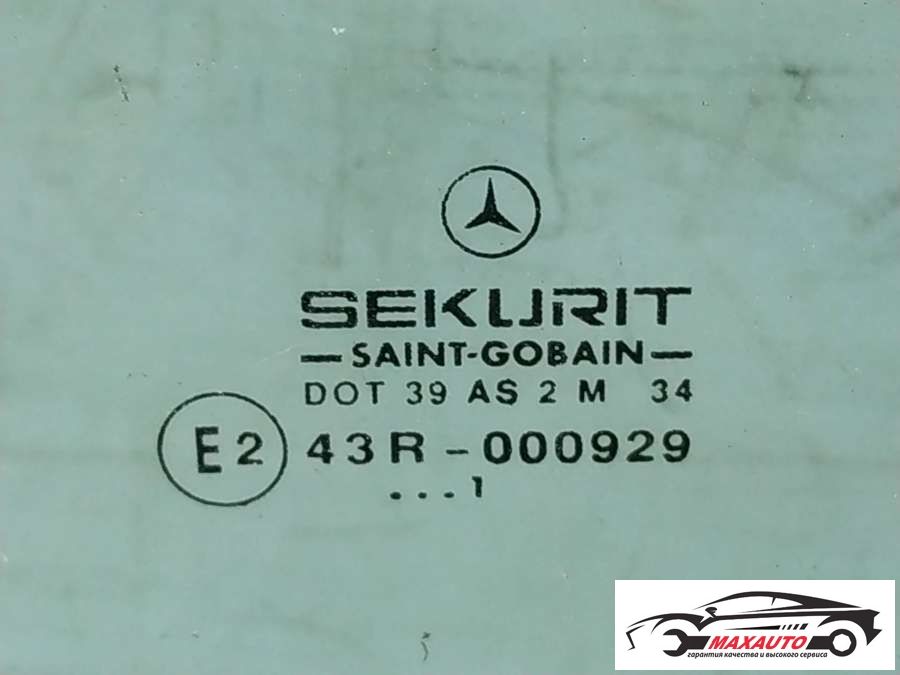 SEKURIT
—SAINT-GOBAIN—
DOT 39 AS 2 M 34
E2 43R-000929
...1
MAXAUTO
гарантия качества и высокого сервиса